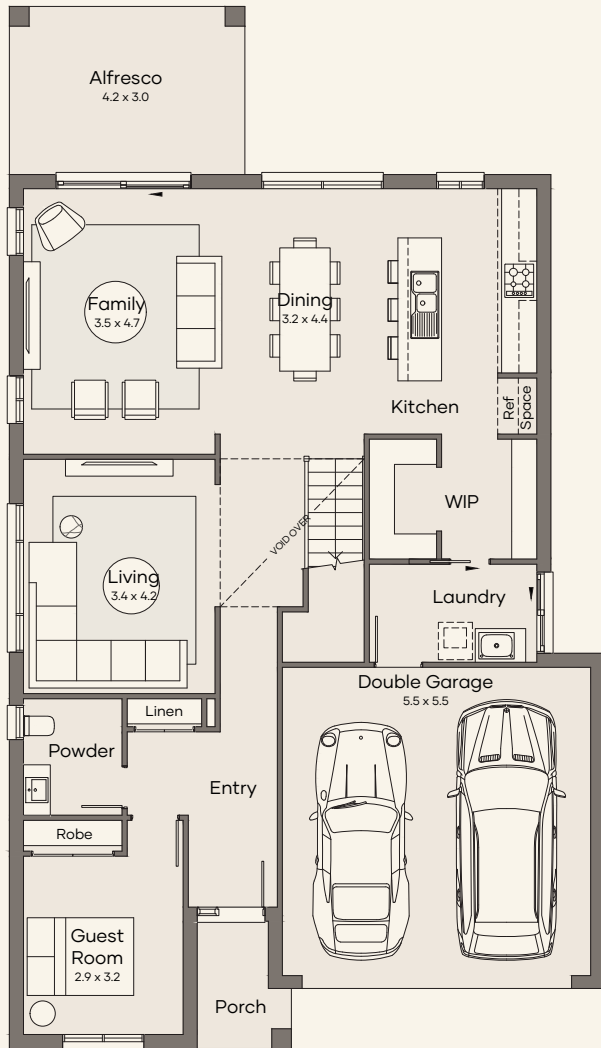 Alfresco
4.2 x 3.0
Family
3.5 x 4.7
Dining
3.2 x 4.4
Kitchen
Ref
Space
WIP
VOID OVER
Living
3.4 x 4.2
Laundry
Double Garage
5.5 x 5.5
Linen
Powder
Entry
Robe
Guest
Room
2.9 x 3.2
Porch